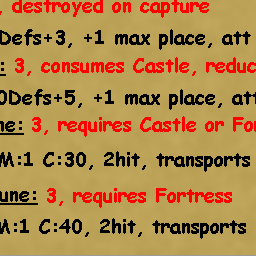 , destroyed on capture
Defs+3, +1 max place, att
: 3, consumes Castle, reduc
0Defs+5, +1 max place, att
ne: 3, requires Castle or For
M:1 C:30, 2hit, transports
une: 3, requires Fortress
M:1 C:40, 2hit, transports